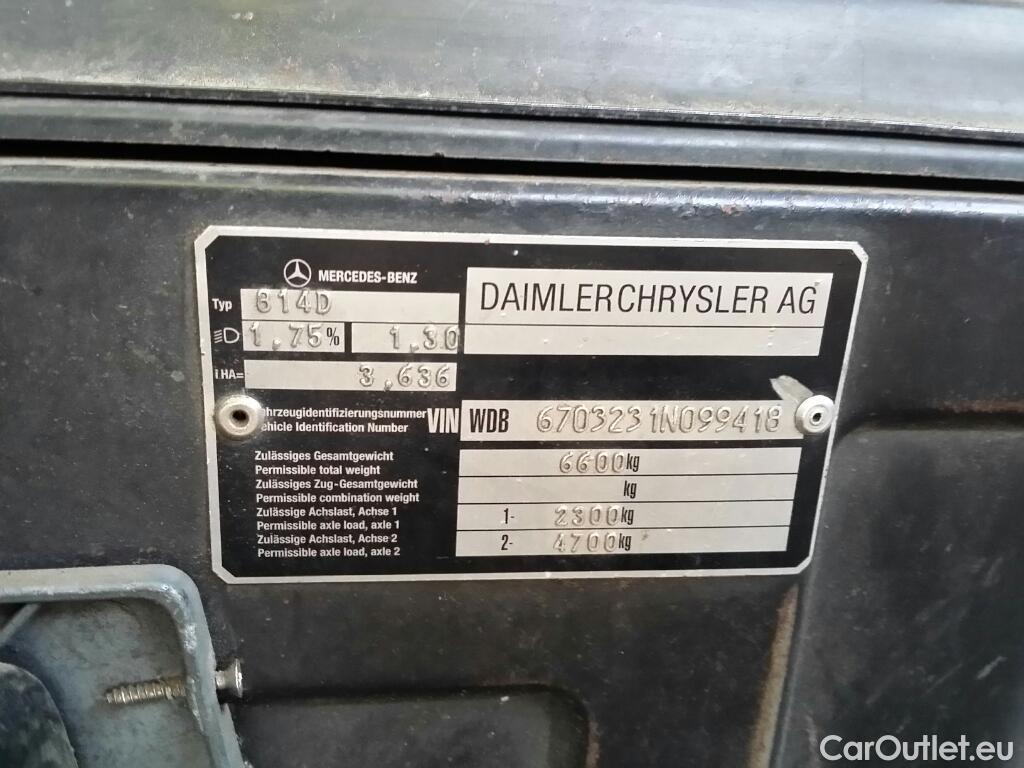 MERCEDES-BENZ
DAIMLERCHRYSLER AG
Typ 814D
1.75% 1.30
i HA= 3.636
ahrzeugidentifizierungsnummer
ehicle Identification Number
VIN WDB 6703231N099418
Zulässiges Gesamtgewicht
Permissible total weight
6600kg
Zulässiges Zug-Gesamtgewicht
Permissible combination weight
kg
Zulässige Achslast, Achse 1
Permissible axle load, axle 1
1- 2300kg
Zulässige Achslast, Achse 2
Permissible axle load, axle 2
2- 4700kg
CarOutlet.eu